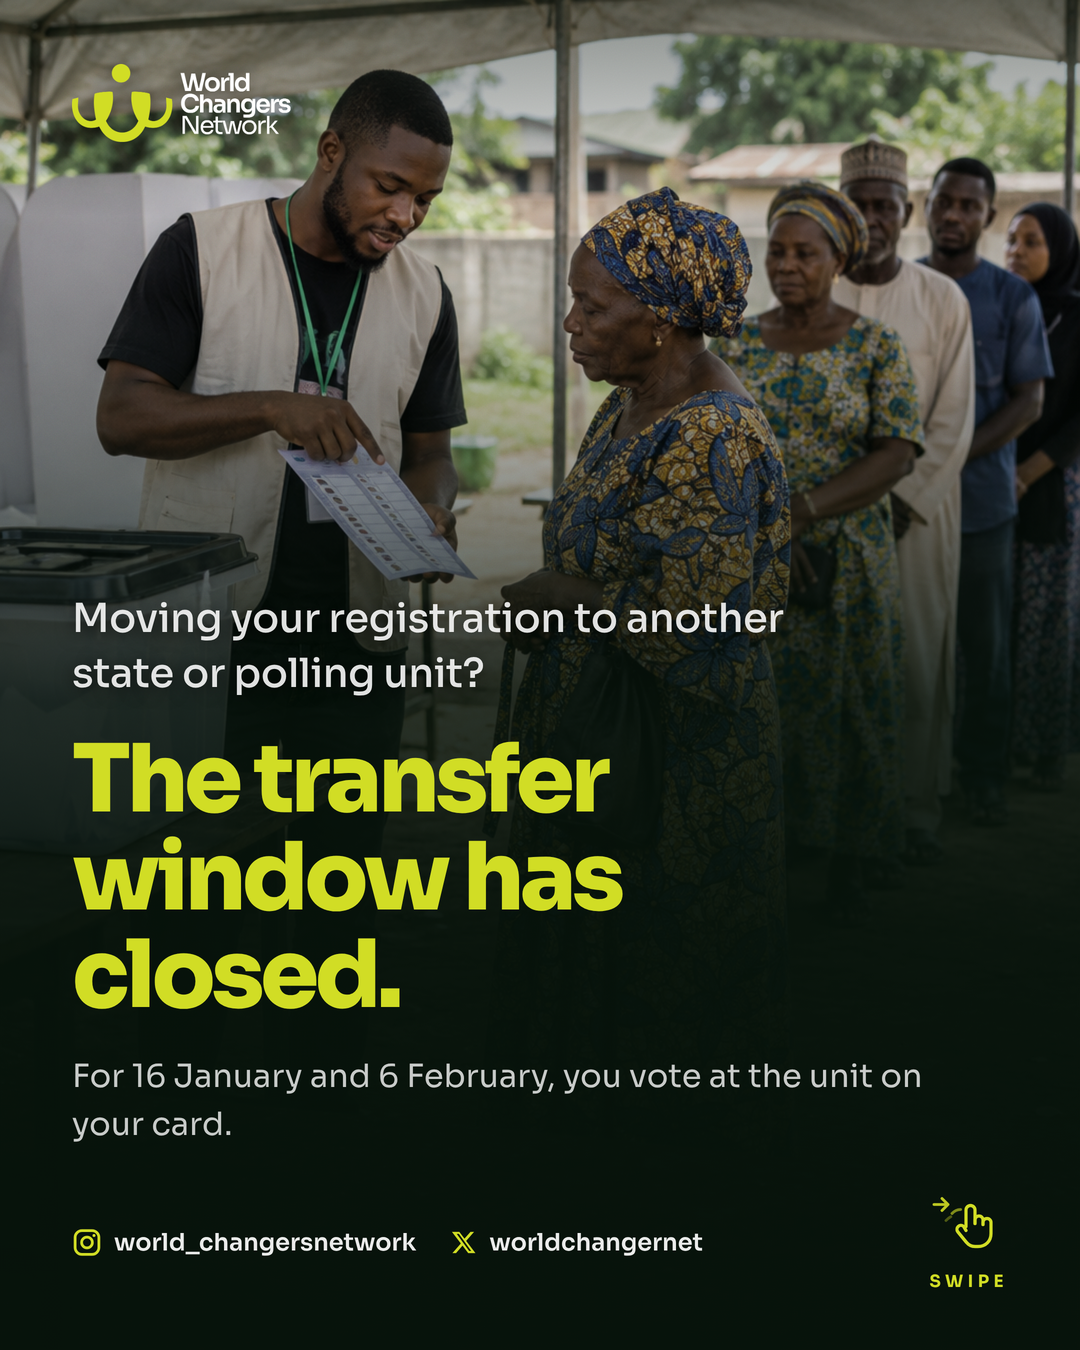 World
Changers
Network
Moving your registration to another
state or polling unit?
The transfer
window has
closed.
For 16 January and 6 February, you vote at the unit on
your card.
world_changersnetwork worldchangernet
SWIPE